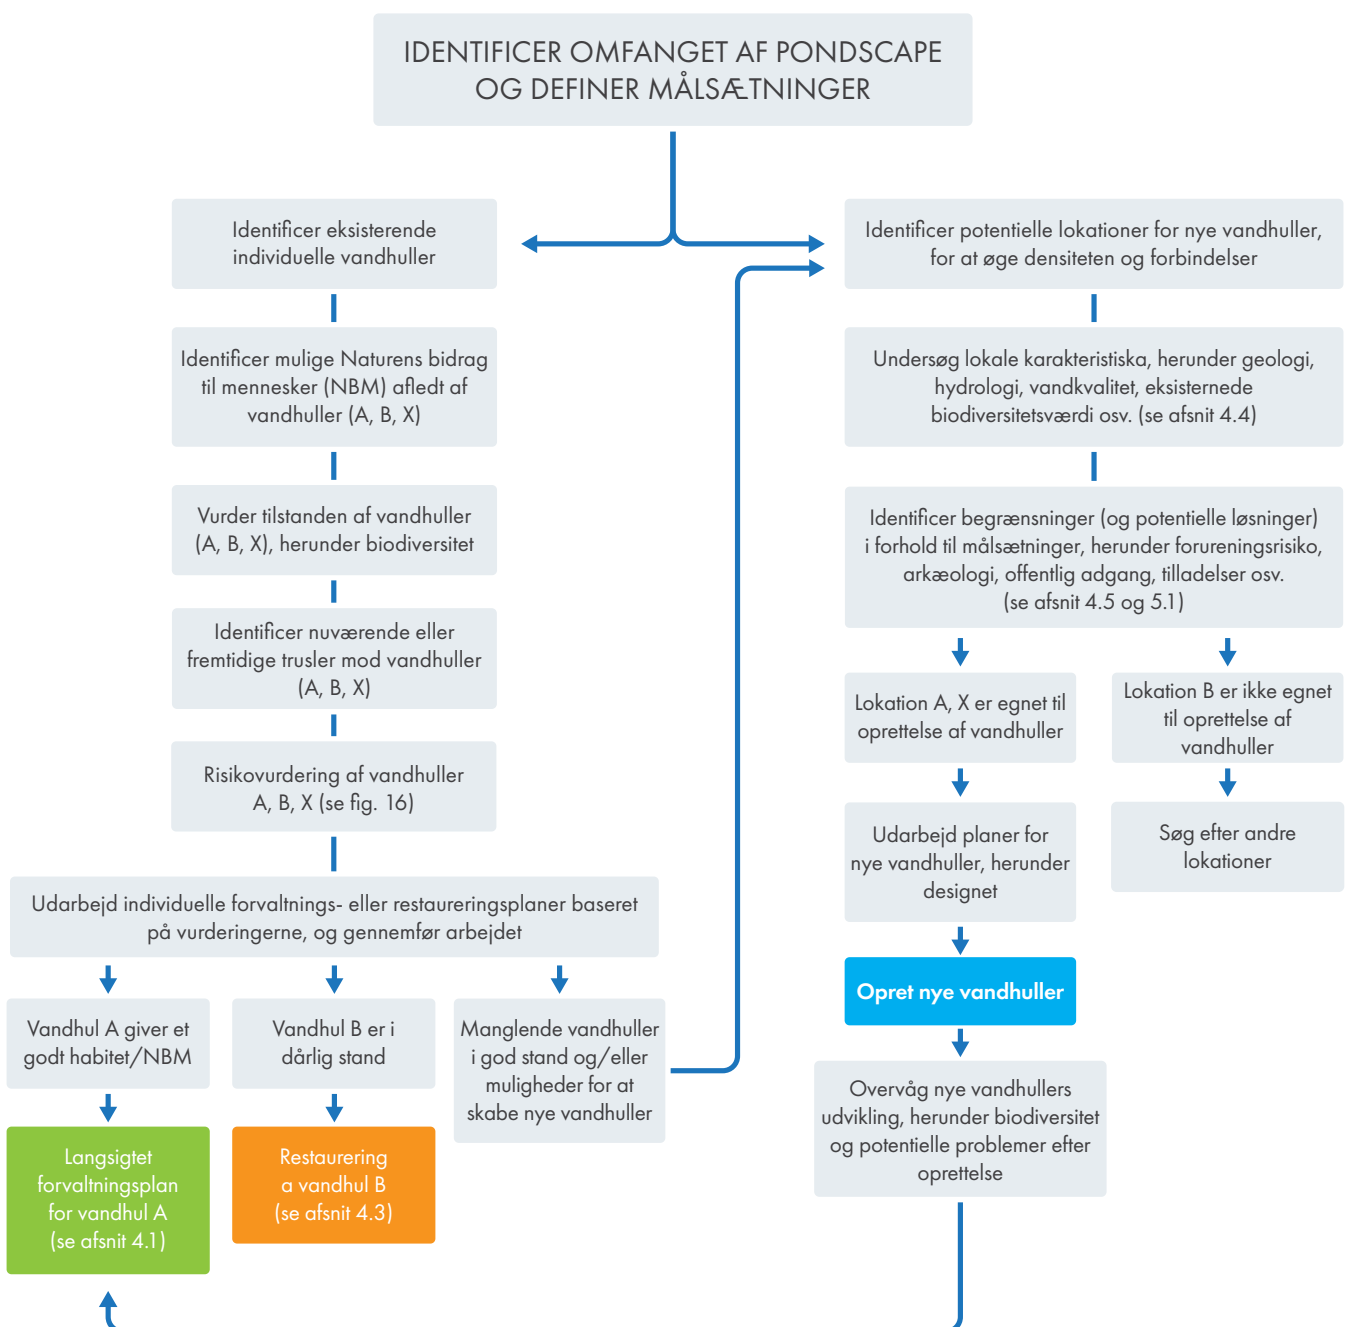 IDENTIFICER OMFANGET AF PONDSCAPE
OG DEFINER MÅLSÆTNINGER
Identificer eksisterende
individuelle vandhuller
Identificer mulige Naturens bidrag
til mennesker (NBM) afledt af
vandhuller (A, B, X)
Vurder tilstanden af vandhuller
(A, B, X), herunder biodiversitet
Identificer nuværende eller
fremtidige trusler mod vandhuller
(A, B, X)
Risikovurdering af vandhuller
A, B, X (se fig. 16)
Udarbejd individuelle forvaltnings- eller restaureringsplaner baseret
på vurderingerne, og gennemfør arbejdet
Vandhul A giver et
godt habitet/NBM
Langsigtet
forvaltningsplan
for vandhul A
(se afsnit 4.1)
Vandhul B er i
dårlig stand
Restaurering
a vandhul B
(se afsnit 4.3)
Manglende vandhuller
i god stand og/eller
muligheder for at
skabe nye vandhuller
Identificer potentielle lokationer for nye vandhuller,
for at øge densiteten og forbindelser
Undersøg lokale karakteristiska, herunder geologi,
hydrologi, vandkvalitet, eksisternede
biodiversitetsværdi osv. (se afsnit 4.4)
Identificer begrænsninger (og potentielle løsninger)
i forhold til målsætninger, herunder forureningsrisiko,
arkæologi, offentlig adgang, tilladelser osv.
(se afsnit 4.5 og 5.1)
Lokation A, X er egnet til
oprettelse af vandhuller
Udarbejd planer for
nye vandhuller, herunder
designet
Opret nye vandhuller
Overvåg nye vandhullers
udvikling, herunder biodiversitet
og potentielle problemer efter
oprettelse
Lokation B er ikke egnet
til oprettelse af
vandhuller
Søg efter andre
lokationer